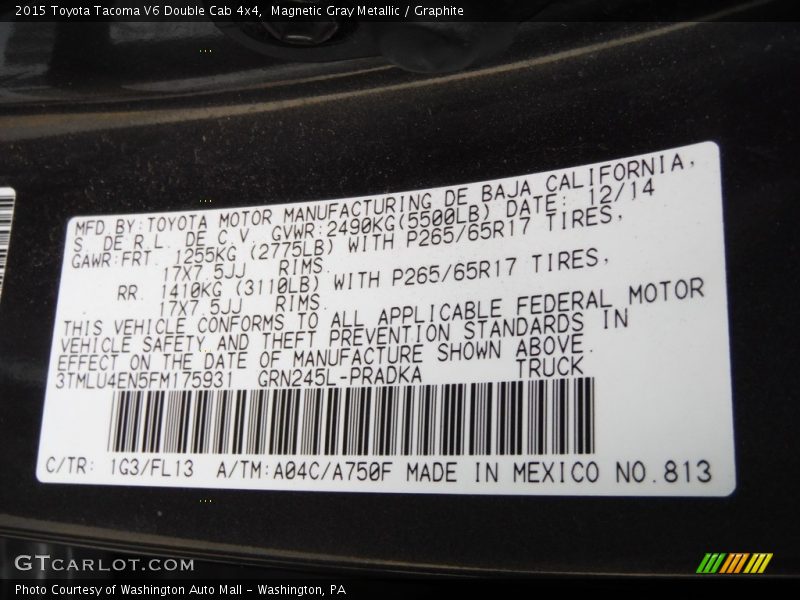 2015 Toyota Tacoma V6 Double Cab 4x4, Magnetic Gray Metallic / Graphite
MFD BY: TOYOTA MOTOR MANUFACTURING DE BAJA CALIFORNIA,
S. DE R.L. DE C.V. GVWR:2490KG(5500LB) DATE: 12/14
GAWR:FRT. 1255KG (2775LB) WITH P265/65R17 TIRES,
17X7.5JJ RIMS.
RR. 1410KG (3110LB) WITH P265/65R17 TIRES,
17X7.5JJ RIMS.
THIS VEHICLE CONFORMS TO ALL APPLICABLE FEDERAL MOTOR
VEHICLE SAFETY AND THEFT PREVENTION STANDARDS IN
EFFECT ON THE DATE OF MANUFACTURE SHOWN ABOVE.
3TMLU4EN5FM175931 GRN245L-PRADKA TRUCK
C/TR: 1G3/FL13 A/TM:A04C/A750F MADE IN MEXICO NO.813
GTCARLOT.COM
Photo Courtesy of Washington Auto Mall - Washington, PA